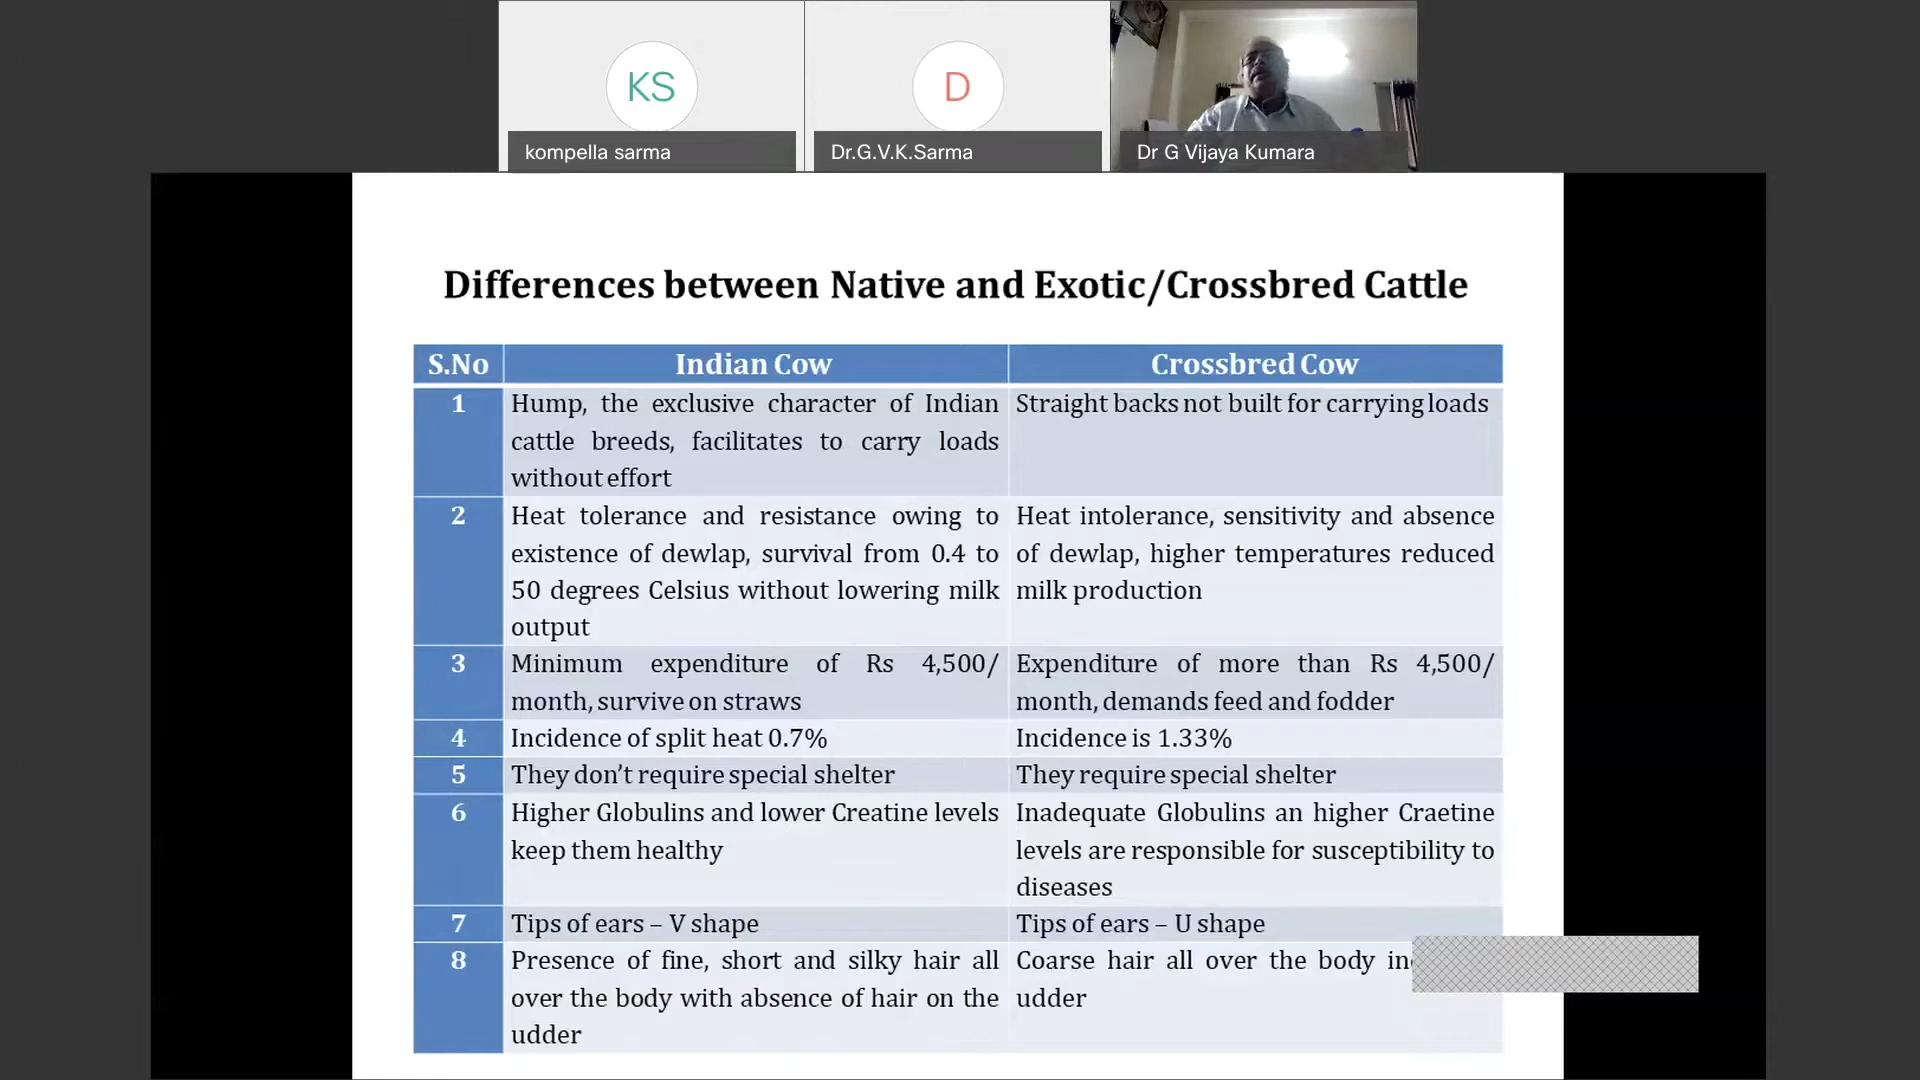 KS
D
kompella sarma
Dr.G.V.K.Sarma
Dr G Vijaya Kumara
Differences between Native and Exotic/Crossbred Cattle
S.No
Indian Cow
Crossbred Cow
1
Hump, the exclusive character of Indian
cattle breeds, facilitates to carry loads
without effort
Straight backs not built for carrying loads
2
Heat tolerance and resistance owing to
existence of dewlap, survival from 0.4 to
50 degrees Celsius without lowering milk
output
Heat intolerance, sensitivity and absence
of dewlap, higher temperatures reduced
milk production
3
Minimum expenditure of Rs 4,500/
month, survive on straws
Expenditure of more than Rs 4,500/
month, demands feed and fodder
4
Incidence of split heat 0.7%
Incidence is 1.33%
5
They don’t require special shelter
They require special shelter
6
Higher Globulins and lower Creatine levels
keep them healthy
Inadequate Globulins an higher Craetine
levels are responsible for susceptibility to
diseases
7
Tips of ears – V shape
Tips of ears – U shape
8
Presence of fine, short and silky hair all
over the body with absence of hair on the
udder
Coarse hair all over the body
udder